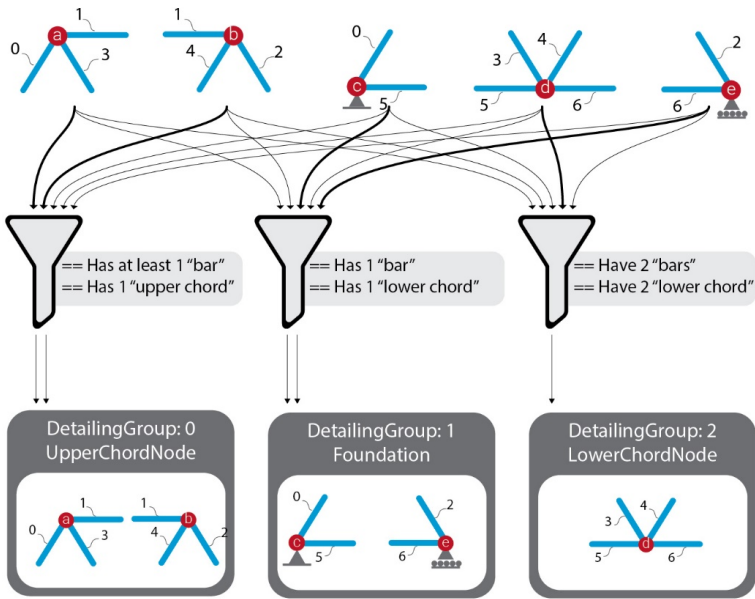 1
0
a
3
1
b
4
2
0
c
5
3
4
d
5
6
2
6
e
== Has at least 1 “bar”
== Has 1 “upper chord”
== Has 1 “bar”
== Has 1 “lower chord”
== Have 2 “bars”
== Have 2 “lower chord”
DetailingGroup: 0
UpperChordNode
1
0
a
3
1
b
4
2
DetailingGroup: 1
Foundation
0
c
5
2
6
e
DetailingGroup: 2
LowerChordNode
3
4
5
d
6